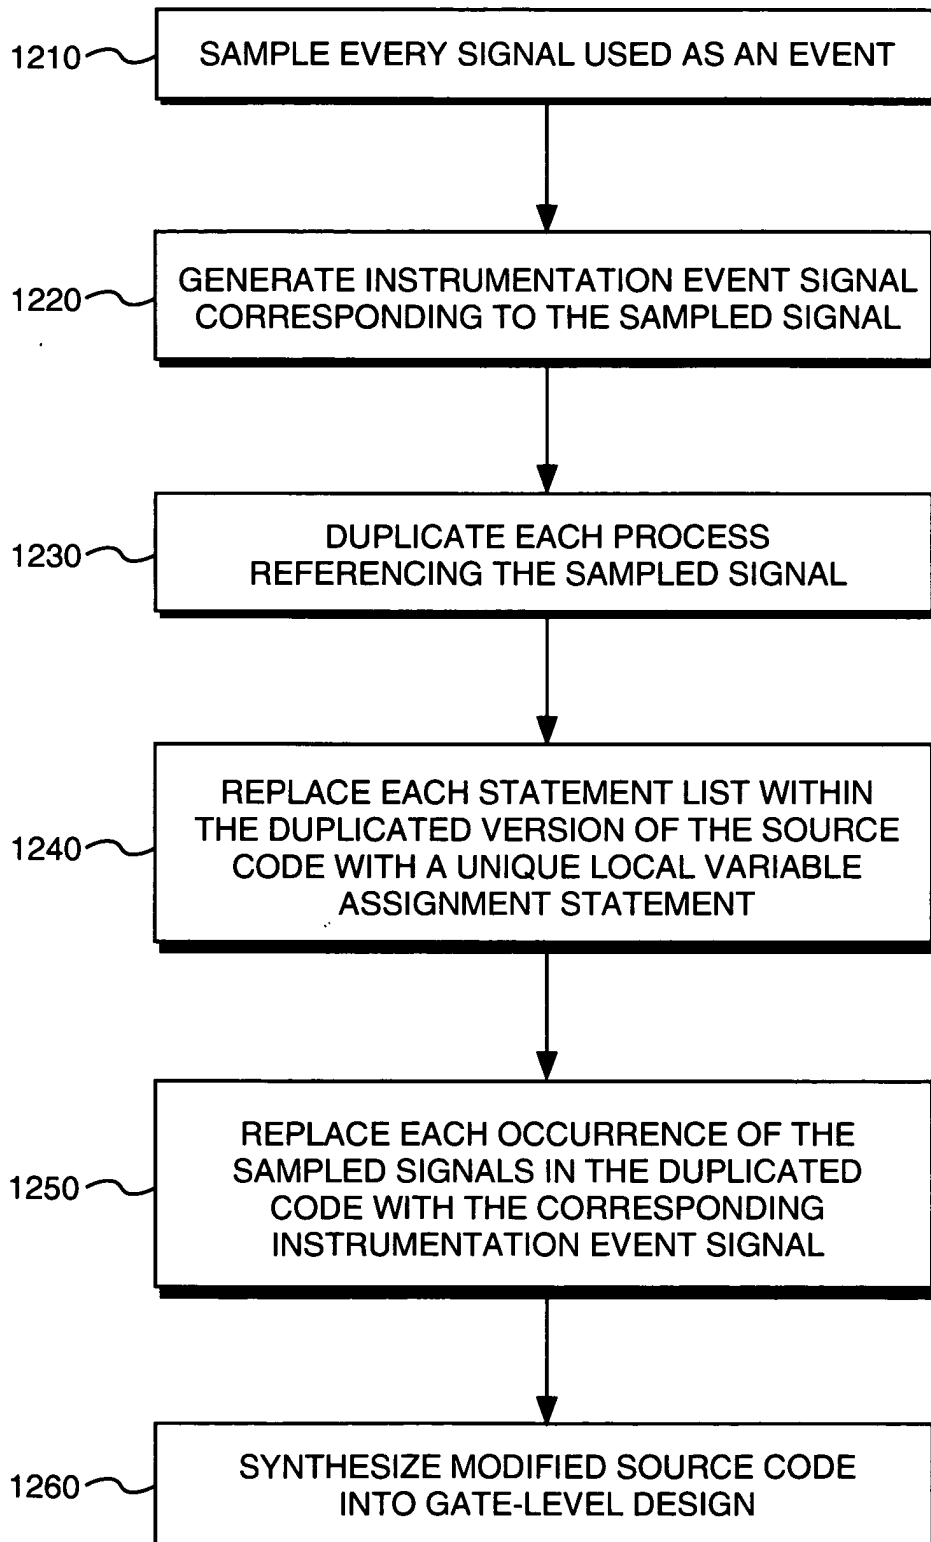 1210 SAMPLE EVERY SIGNAL USED AS AN EVENT
1220 GENERATE INSTRUMENTATION EVENT SIGNAL
CORRESPONDING TO THE SAMPLED SIGNAL
1230 DUPLICATE EACH PROCESS
REFERENCING THE SAMPLED SIGNAL
1240 REPLACE EACH STATEMENT LIST WITHIN
THE DUPLICATED VERSION OF THE SOURCE
CODE WITH A UNIQUE LOCAL VARIABLE
ASSIGNMENT STATEMENT
1250 REPLACE EACH OCCURRENCE OF THE
SAMPLED SIGNALS IN THE DUPLICATED
CODE WITH THE CORRESPONDING
INSTRUMENTATION EVENT SIGNAL
1260 SYNTHESIZE MODIFIED SOURCE CODE
INTO GATE-LEVEL DESIGN